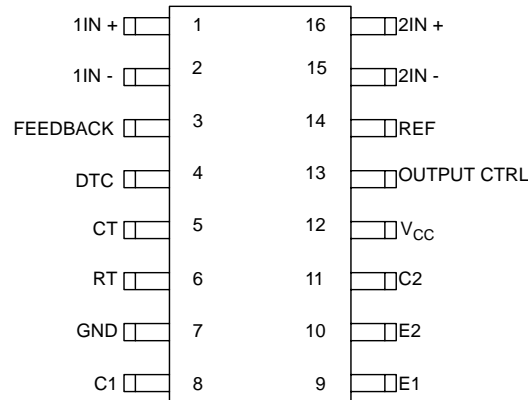 1IN + 1 16 2IN +
1IN - 2 15 2IN -
FEEDBACK 3 14 REF
DTC 4 13 OUTPUT CTRL
CT 5 12 VCC
RT 6 11 C2
GND 7 10 E2
C1 8 9 E1